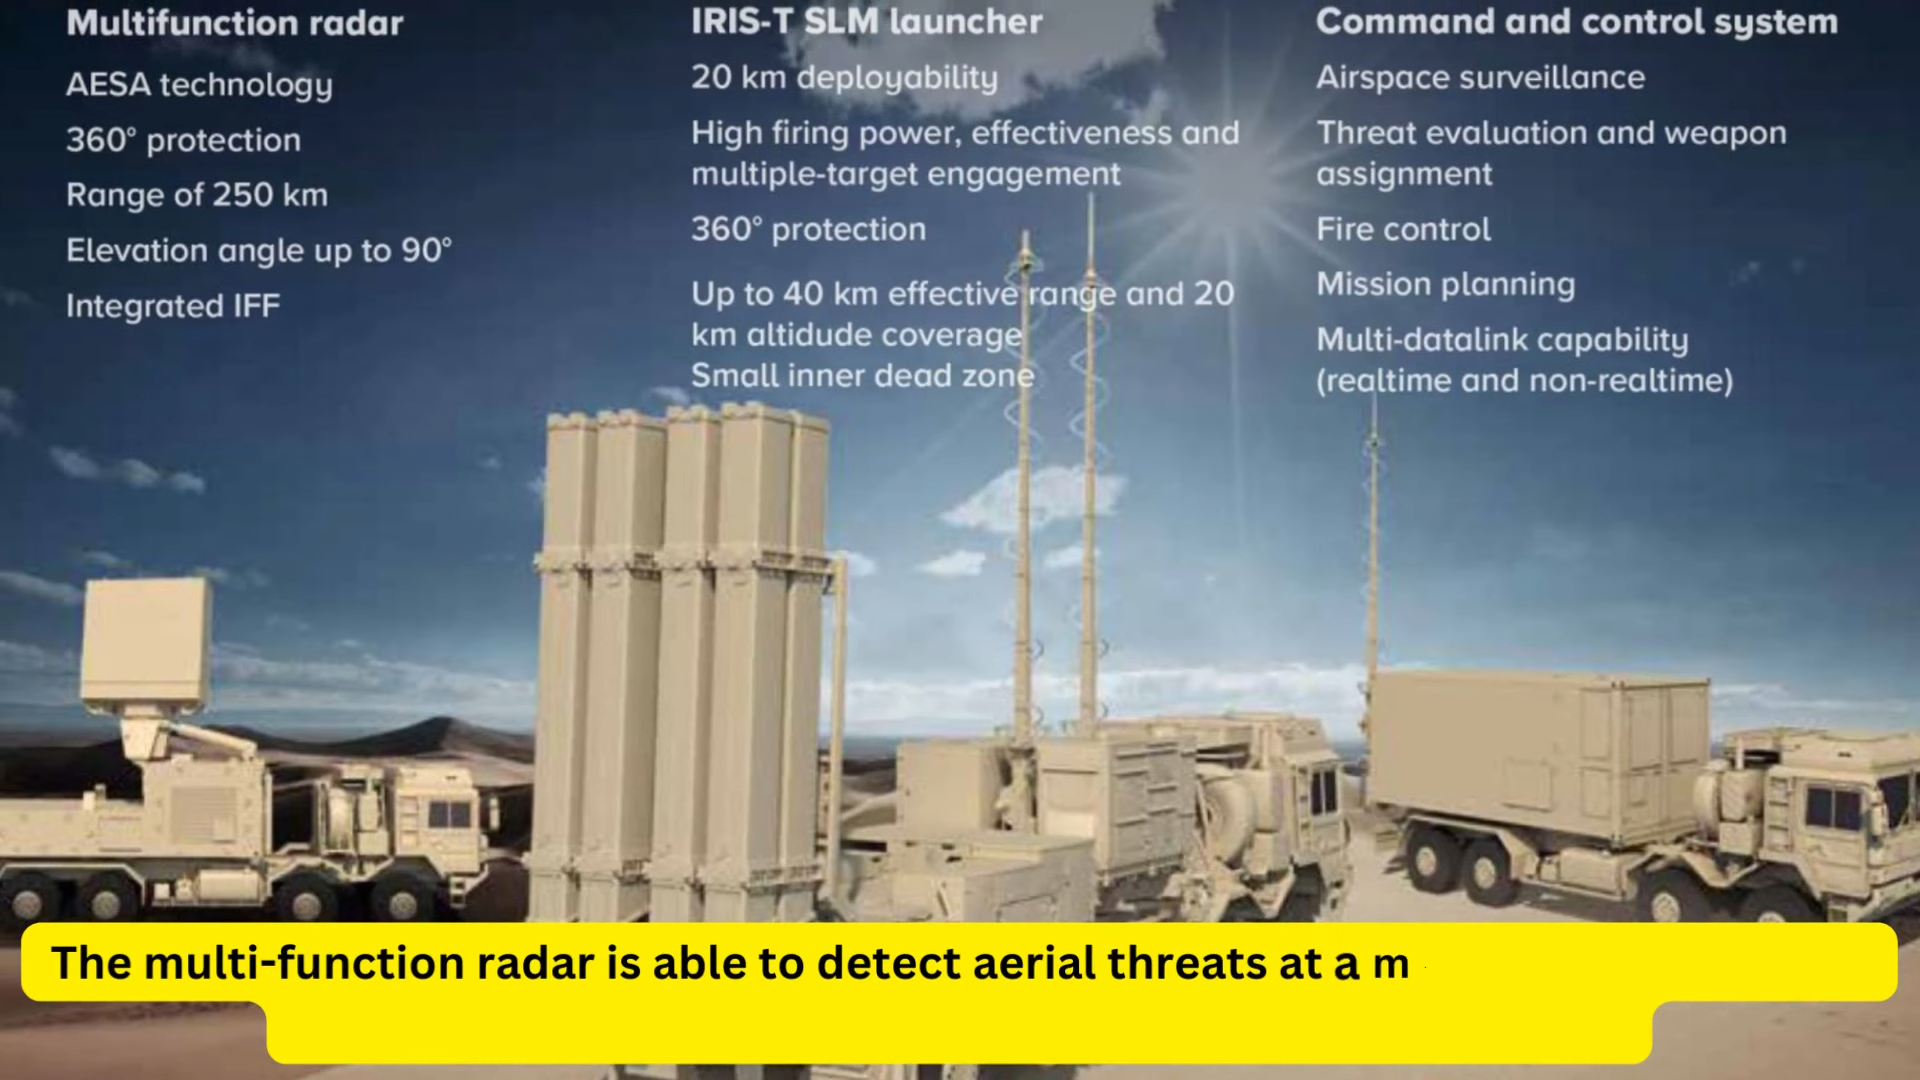 Multifunction radar
AESA technology
360° protection
Range of 250 km
Elevation angle up to 90°
Integrated IFF
IRIS-T SLM launcher
20 km deployability
High firing power, effectiveness and
multiple-target engagement
360° protection
Up to 40 km effective range and 20
km altidude coverage
Small inner dead zone
Command and control system
Airspace surveillance
Threat evaluation and weapon
assignment
Fire control
Mission planning
Multi-datalink capability
(realtime and non-realtime)
The multi-function radar is able to detect aerial threats at a m